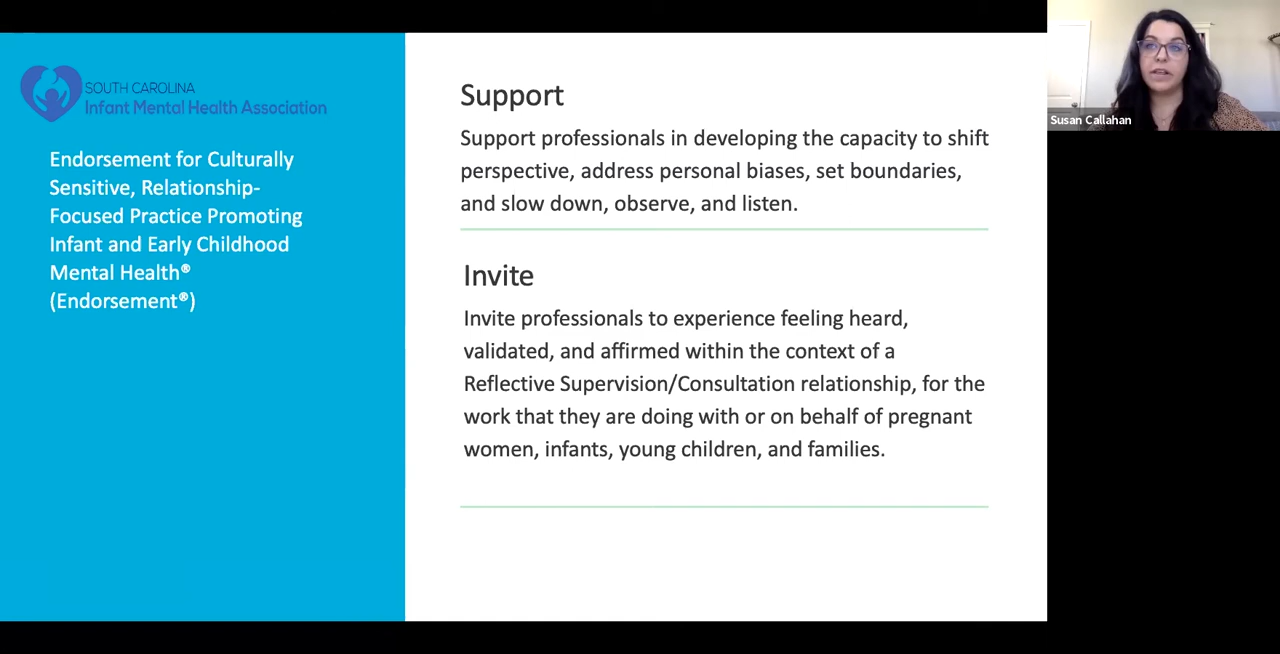 SOUTH CAROLINA
Infant Mental Health Association
Endorsement for Culturally
Sensitive, Relationship-
Focused Practice Promoting
Infant and Early Childhood
Mental Health®
(Endorsement®)
Support
Support professionals in developing the capacity to shift
perspective, address personal biases, set boundaries,
and slow down, observe, and listen.
Invite
Invite professionals to experience feeling heard,
validated, and affirmed within the context of a
Reflective Supervision/Consultation relationship, for the
work that they are doing with or on behalf of pregnant
women, infants, young children, and families.
Susan Callahan